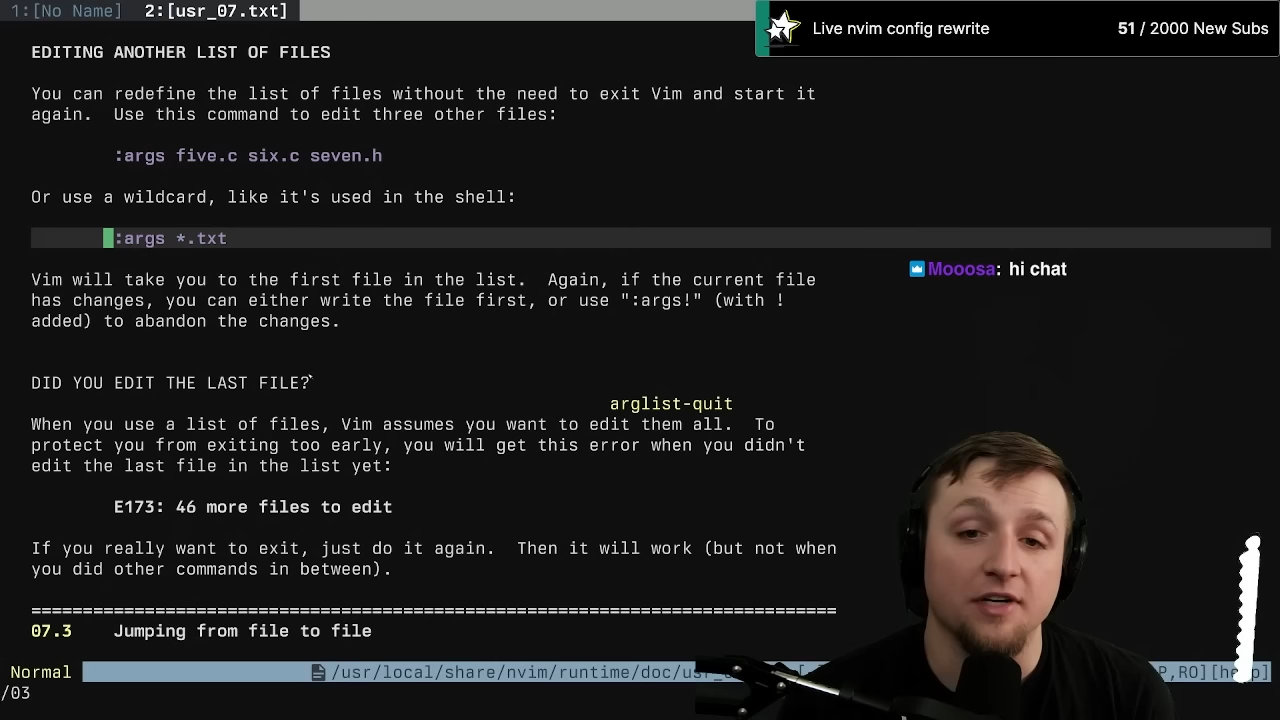 1:[No Name]  2:[usr_07.txt]
Live nvim config rewrite 51 / 2000 New Subs
EDITING ANOTHER LIST OF FILES
You can redefine the list of files without the need to exit Vim and start it
again.  Use this command to edit three other files:
:args five.c six.c seven.h
Or use a wildcard, like it's used in the shell:
:args *.txt
Mooosa: hi chat
Vim will take you to the first file in the list.  Again, if the current file
has changes, you can either write the file first, or use ":args!" (with !
added) to abandon the changes.
DID YOU EDIT THE LAST FILE?
arglist-quit
When you use a list of files, Vim assumes you want to edit them all.  To
protect you from exiting too early, you will get this error when you didn't
edit the last file in the list yet:
E173: 46 more files to edit
If you really want to exit, just do it again.  Then it will work (but not when
you did other commands in between).
==============================================================================
07.3 Jumping from file to file
Normal /usr/local/share/nvim/runtime/doc/
/03